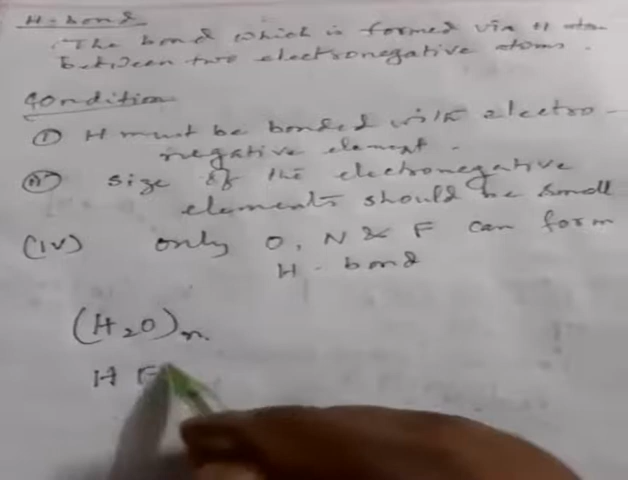 H-bond
The bond which is formed via H atom
between two electronegative atoms.
Condition
(i) H must be bonded with electro-
negative element.
(ii) size of the electronegative
elements should be small
(iv) only O, N & F can form
H-bond
(H₂O)n
H F